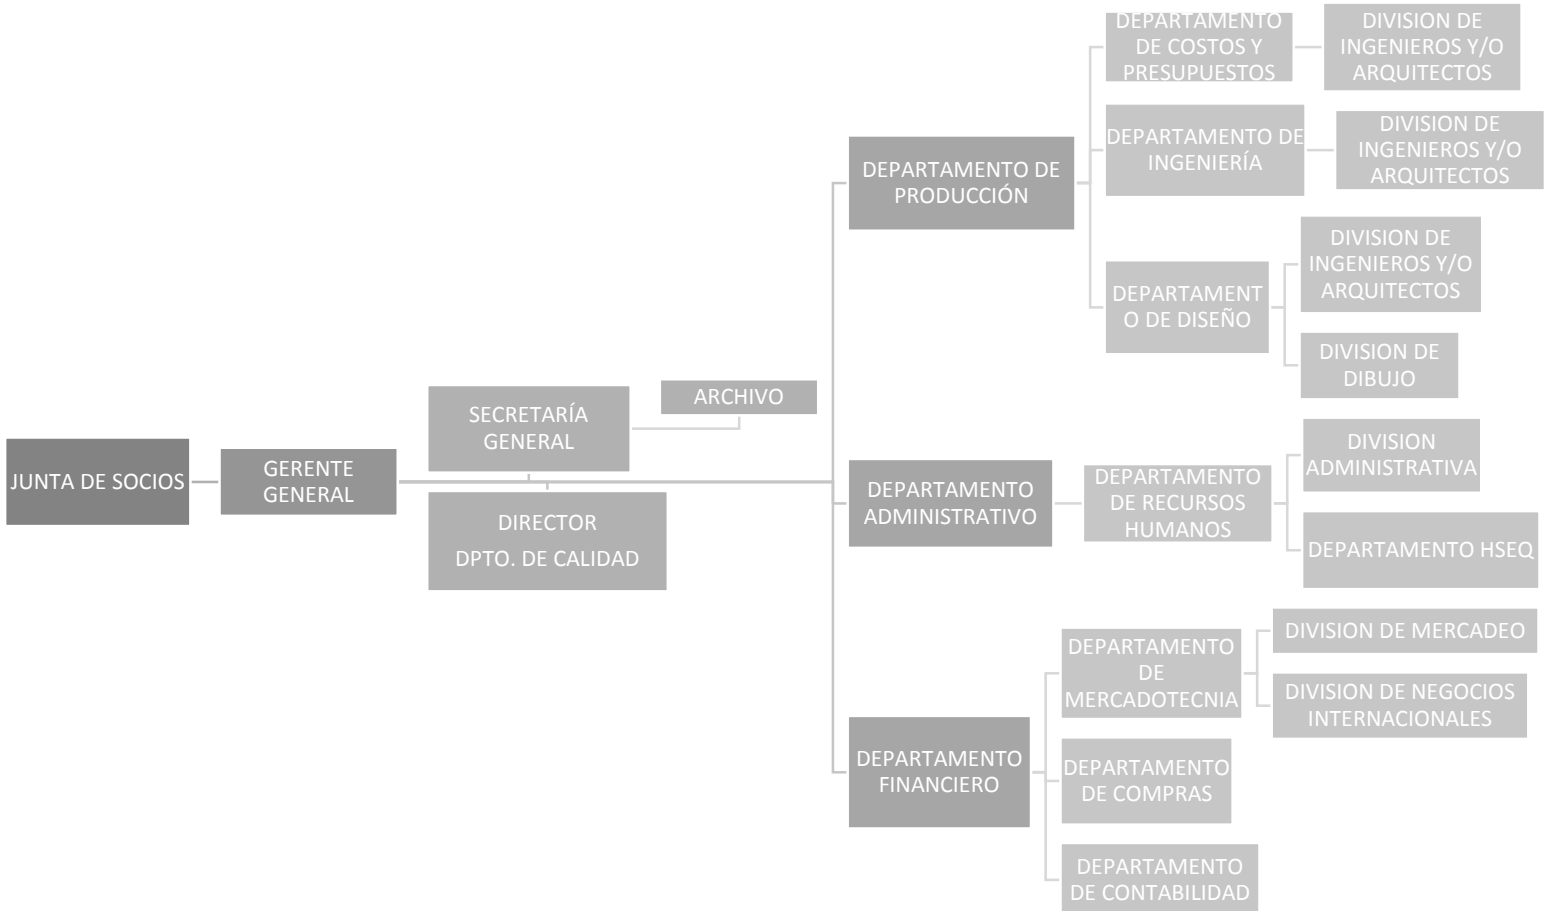 JUNTA DE SOCIOS
GERENTE
GENERAL
SECRETARÍA
GENERAL
ARCHIVO
DIRECTOR
DPTO. DE CALIDAD
DEPARTAMENTO DE
PRODUCCIÓN
DEPARTAMENTO
DE COSTOS Y
PRESUPUESTOS
DIVISION DE
INGENIEROS Y/O
ARQUITECTOS
DEPARTAMENTO DE
INGENIERÍA
DIVISION DE
INGENIEROS Y/O
ARQUITECTOS
DEPARTAMENT
O DE DISEÑO
DIVISION DE
INGENIEROS Y/O
ARQUITECTOS
DIVISION DE
DIBUJO
DEPARTAMENTO
ADMINISTRATIVO
DEPARTAMENTO
DE RECURSOS
HUMANOS
DIVISION
ADMINISTRATIVA
DEPARTAMENTO HSEQ
DEPARTAMENTO
FINANCIERO
DEPARTAMENTO
DE
MERCADOTECNIA
DIVISION DE MERCADEO
DIVISION DE NEGOCIOS
INTERNACIONALES
DEPARTAMENTO
DE COMPRAS
DEPARTAMENTO
DE CONTABILIDAD